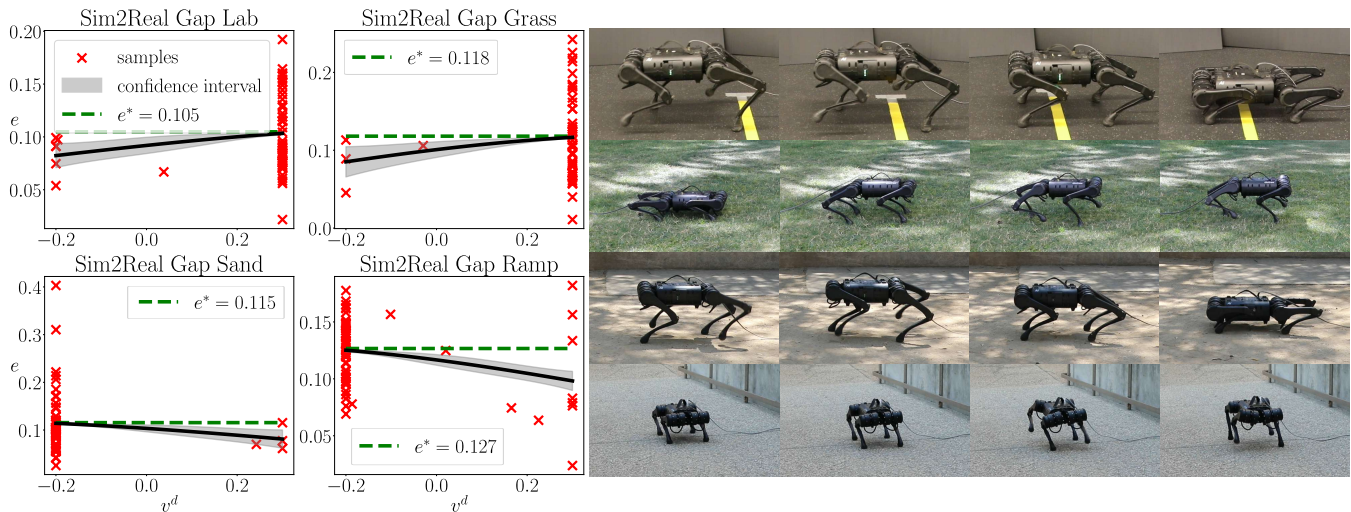 Sim2Real Gap Lab
0.20
0.15
0.10
0.05
e
samples
confidence interval
e* = 0.105
−0.2
0.0
0.2
Sim2Real Gap Grass
0.2
0.1
0.0
e* = 0.118
−0.2
0.0
0.2
Sim2Real Gap Sand
0.4
0.3
0.2
0.1
e
e* = 0.115
−0.2
0.0
0.2
v^d
Sim2Real Gap Ramp
0.15
0.10
0.05
e* = 0.127
−0.2
0.0
0.2
v^d